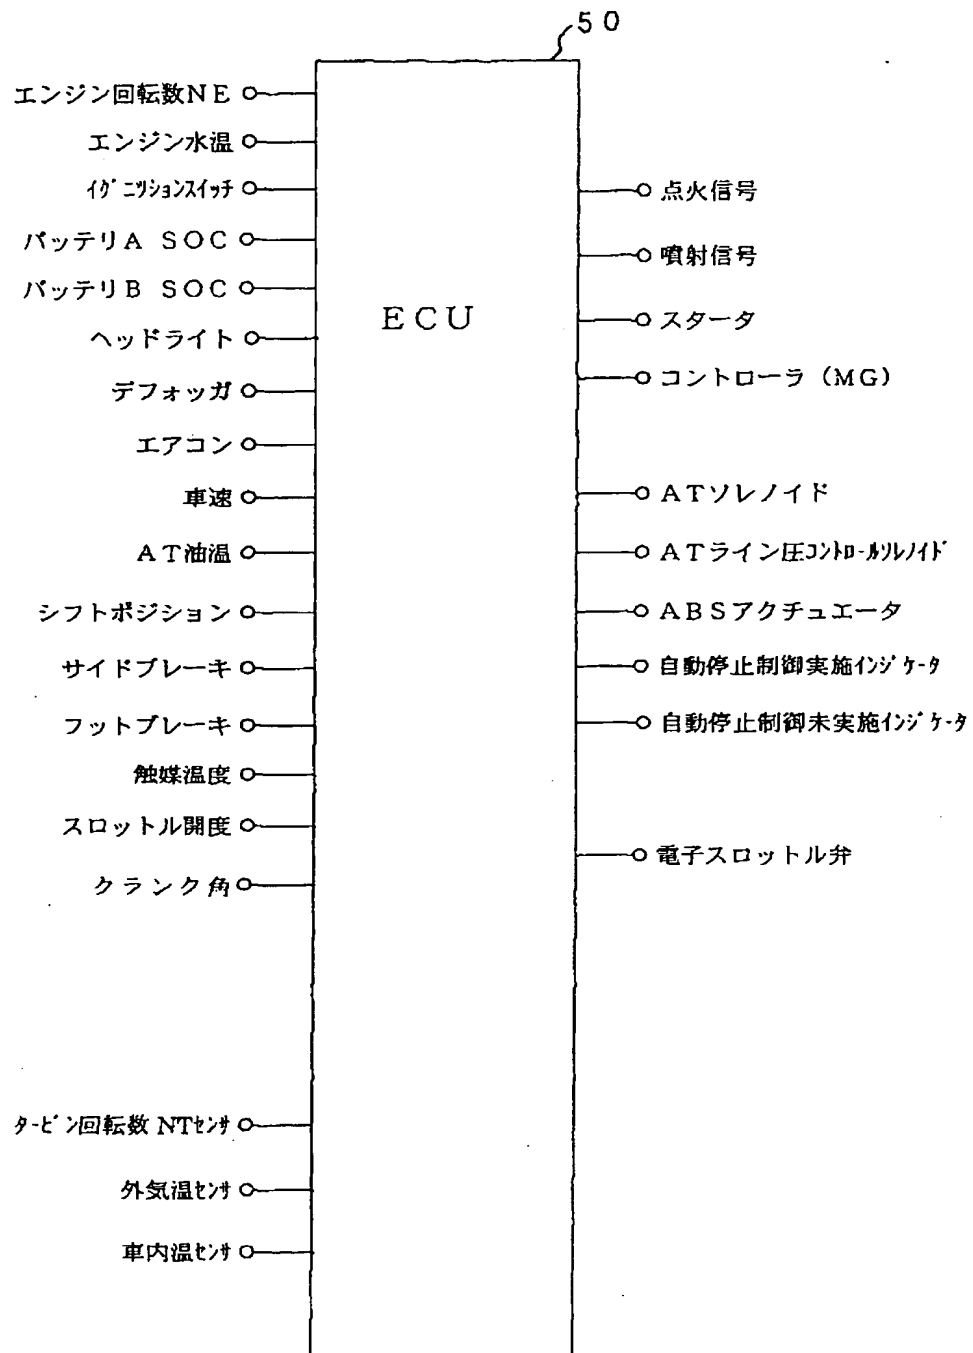 50
エンジン回転数NE
エンジン水温
ｲｸﾞﾆﾂｼｮﾝｽｲｯﾁ
バッテリA SOC
バッテリB SOC
ヘッドライト
デフォッガ
エアコン
車速
AT油温
シフトポジション
サイドブレーキ
フットブレーキ
触媒温度
スロットル開度
クランク角
ﾀｰﾋﾞﾝ回転数 NTｾﾝｻ
外気温ｾﾝｻ
車内温ｾﾝｻ
ECU
点火信号
噴射信号
スタータ
コントローラ（MG）
ATソレノイド
ATライン圧ｺﾝﾄﾛｰﾙｿﾚﾉｲﾄﾞ
ABSアクチュエータ
自動停止制御実施ｲﾝｼﾞｹｰﾀ
自動停止制御未実施ｲﾝｼﾞｹｰﾀ
電子スロットル弁